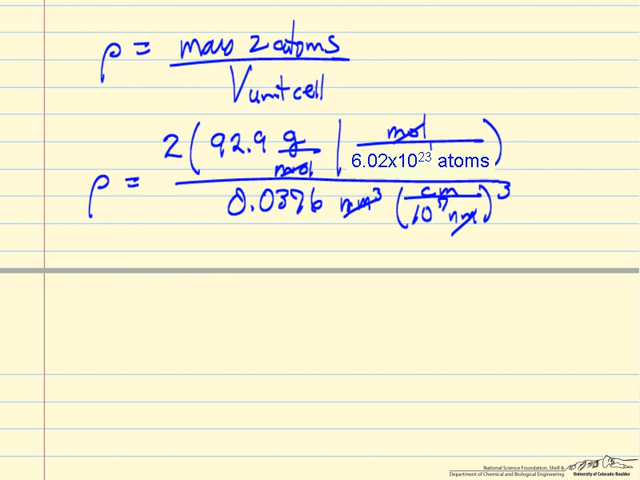 ρ = mass 2 atoms / V unit cell
ρ = 2 ( 92.9 g/mol | mol / 6.02x10²³ atoms ) / 0.0376 nm³ ( cm / 10⁷ nm )³
National Science Foundation, Shell &
Department of Chemical and Biological Engineering
University of Colorado Boulder